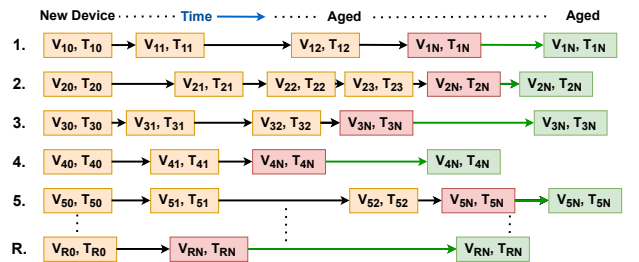 New Device Time Aged Aged
1. V10, T10 V11, T11 V12, T12 V1N, T1N V1N, T1N
2. V20, T20 V21, T21 V22, T22 V23, T23 V2N, T2N V2N, T2N
3. V30, T30 V31, T31 V32, T32 V3N, T3N V3N, T3N
4. V40, T40 V41, T41 V4N, T4N V4N, T4N
5. V50, T50 V51, T51 V52, T52 V5N, T5N V5N, T5N
R. VR0, TR0 VRN, TRN VRN, TRN